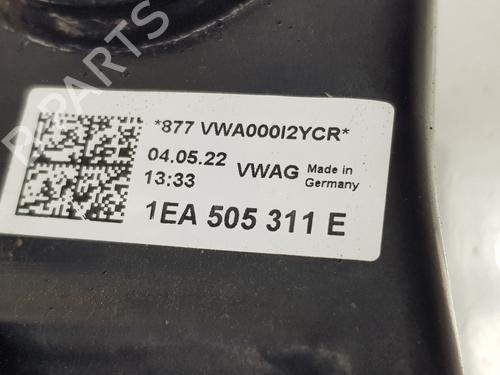 *877 VWA000I2YCR*
04.05.22 VWAG Made in
13:33 Germany
1EA 505 311 E
B-PARTS